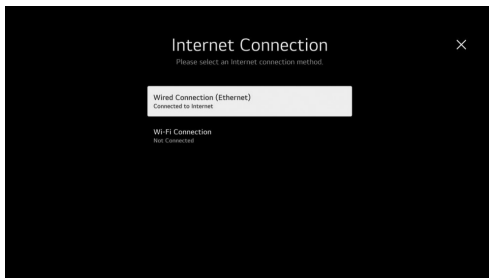 Internet Connection
Please select an Internet connection method.
Wired Connection (Ethernet)
Connected to Internet
Wi-Fi Connection
Not Connected